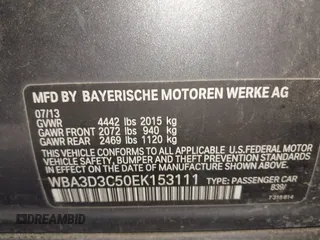 MFD BY BAYERISCHE MOTOREN WERKE AG
07/13
GVWR 4442 lbs 2015 kg
GAWR FRONT 2072 lbs 940 kg
GAWR REAR 2469 lbs 1120 kg
THIS VEHICLE CONFORMS TO ALL APPLICABLE
U.S.FEDERAL MOTOR
VEHICLE SAFETY, BUMPER, AND THEFT PREVENTION STANDARDS
IN EFFECT ON THE DATE OF MANUFACTURE SHOWN ABOVE.
WBA3D3C50EK153111 TYPE: PASSENGER CAR
839/
AUTOBIDMASTER